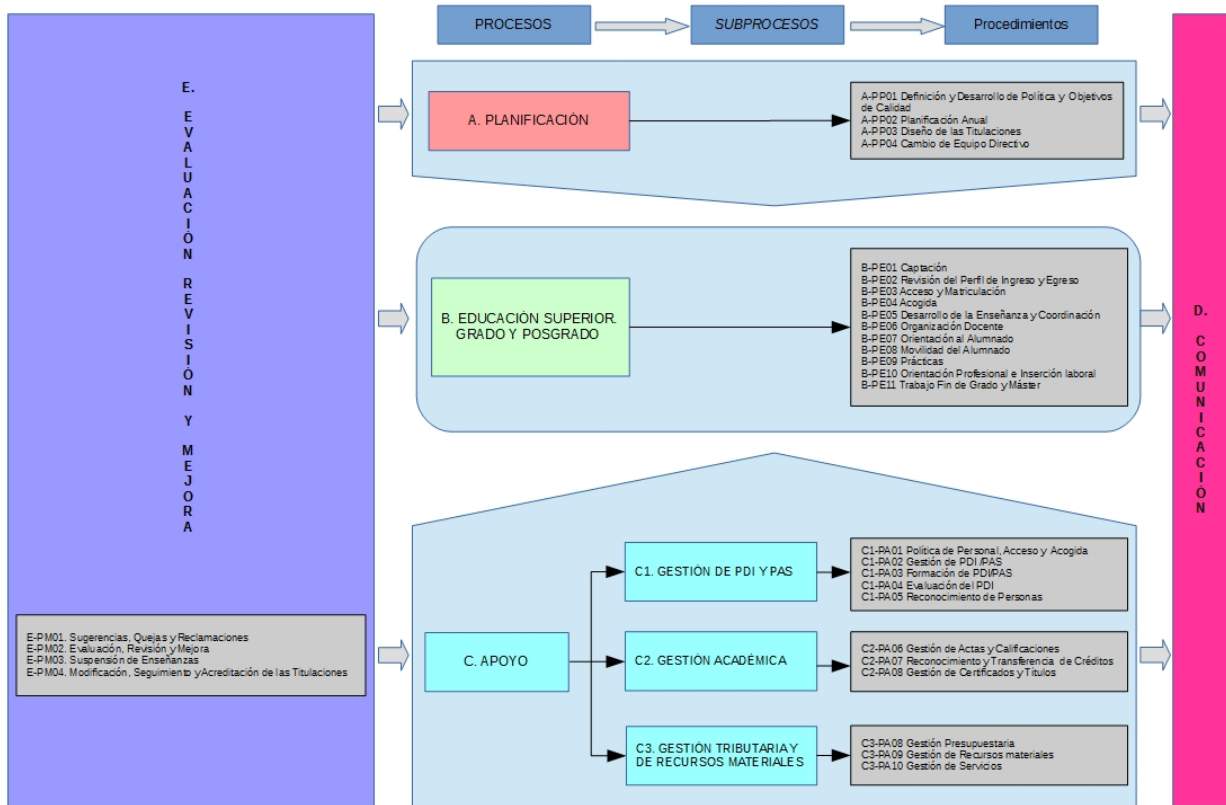 PROCESOS
SUBPROCESOS
Procedimientos
E. EVALUACIÓN REVISIÓN Y MEJORA
E-PM01. Sugerencias, Quejas y Reclamaciones
E-PM02. Evaluación, Revisión y Mejora
E-PM03. Suspensión de Enseñanzas
E-PM04. Modificación, Seguimiento y Acreditación de las Titulaciones
A. PLANIFICACIÓN
A-PP01 Definición y Desarrollo de Política y Objetivos
de Calidad
A-PP02 Planificación Anual
A-PP03 Diseño de las Titulaciones
A-PP04 Cambio de Equipo Directivo
B. EDUCACIÓN SUPERIOR.
GRADO Y POSGRADO
B-PE01 Captación
B-PE02 Revisión del Perfil de Ingreso y Egreso
B-PE03 Acceso y Matriculación
B-PE04 Acogida
B-PE05 Desarrollo de la Enseñanza y Coordinación
B-PE06 Organización Docente
B-PE07 Orientación al Alumnado
B-PE08 Movilidad del Alumnado
B-PE09 Prácticas
B-PE10 Orientación Profesional e Inserción laboral
B-PE11 Trabajo Fin de Grado y Máster
C. APOYO
C1. GESTIÓN DE PDI Y PAS
C1-PA01 Política de Personal, Acceso y Acogida
C1-PA02 Gestión de PDI/PAS
C1-PA03 Formación de PDI/PAS
C1-PA04 Evaluación del PDI
C1-PA05 Reconocimiento de Personas
C2. GESTIÓN ACADÉMICA
C2-PA06 Gestión de Actas y Calificaciones
C2-PA07 Reconocimiento y Transferencia de Créditos
C2-PA08 Gestión de Certificados y Títulos
C3. GESTIÓN TRIBUTARIA Y
DE RECURSOS MATERIALES
C3-PA08 Gestión Presupuestaria
C3-PA09 Gestión de Recursos materiales
C3-PA10 Gestión de Servicios
D. COMUNICACIÓN